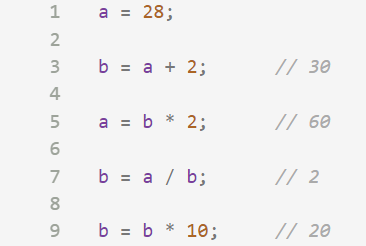 1 a = 28;
2
3 b = a + 2; // 30
4
5 a = b * 2; // 60
6
7 b = a / b; // 2
8
9 b = b * 10; // 20